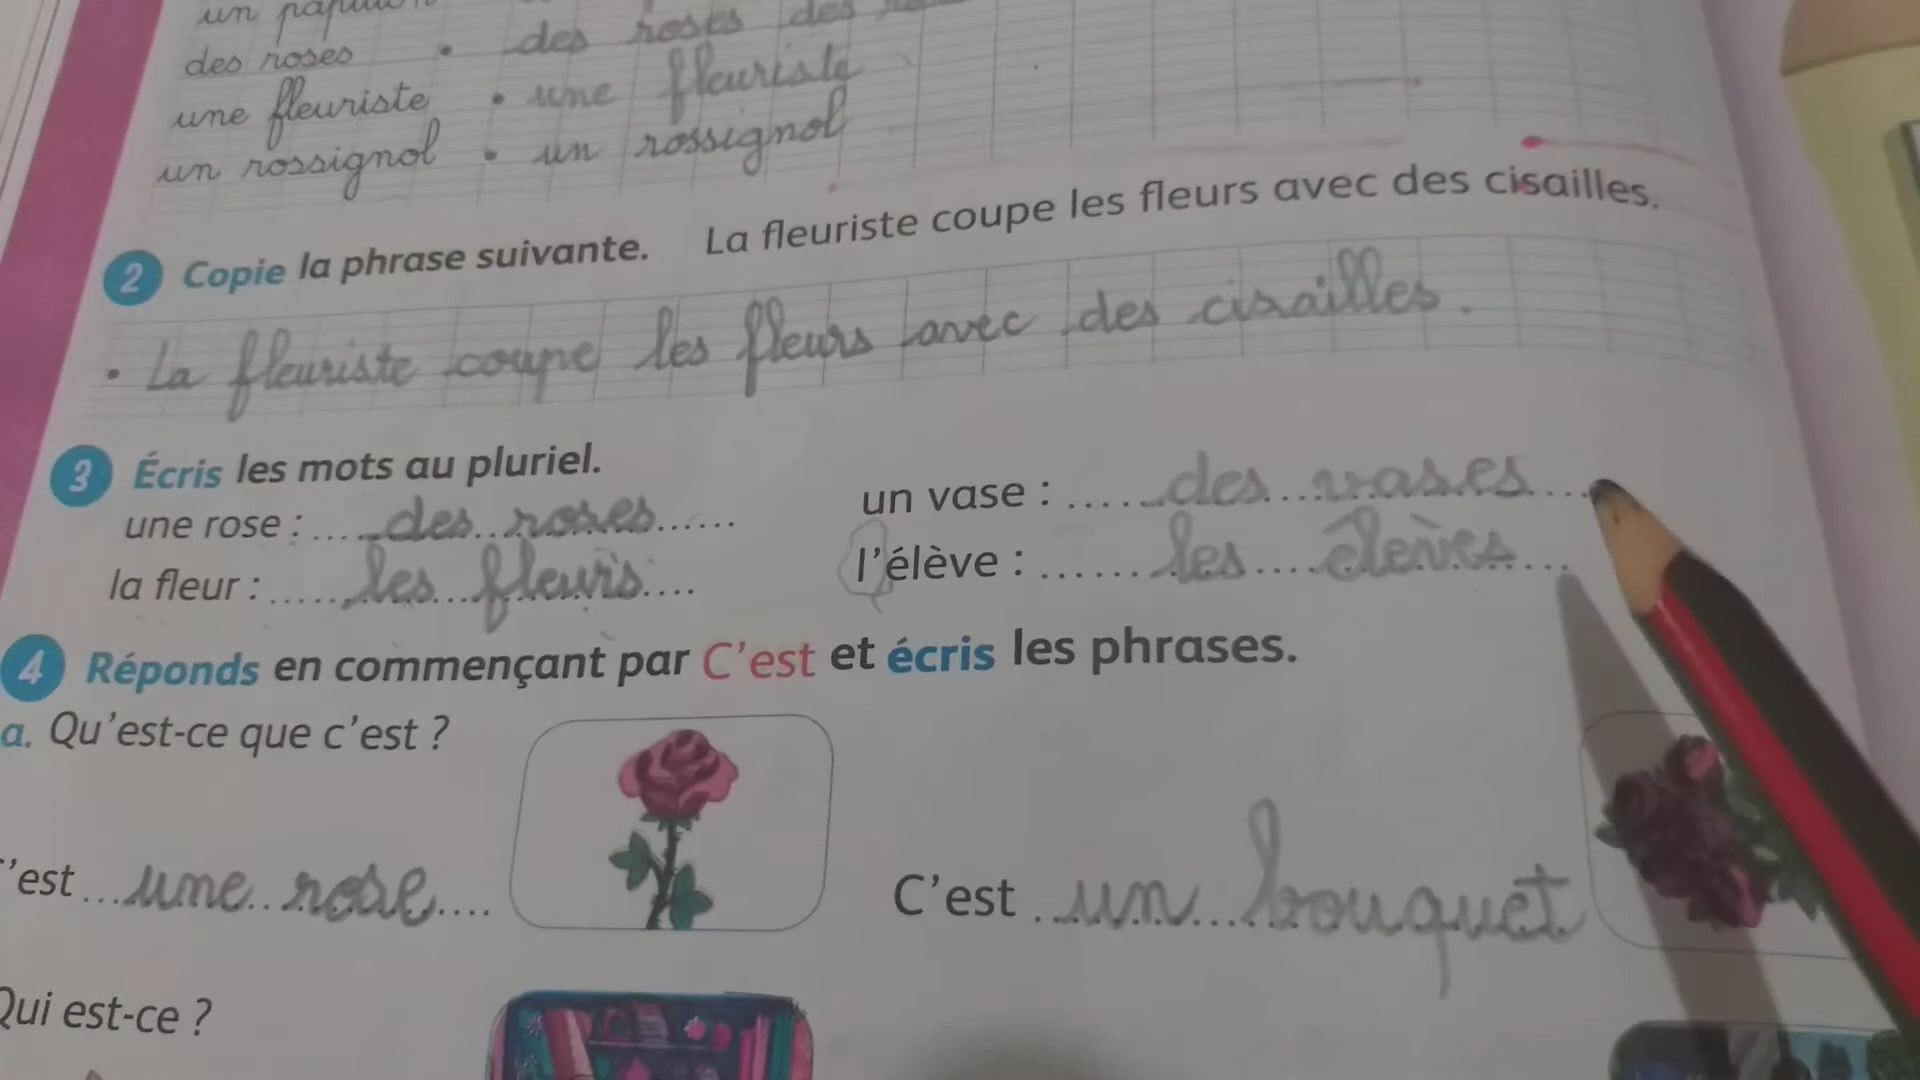 un
des roses • des roses des
une fleuriste • une fleuriste
un rossignol • un rossignol
2 Copie la phrase suivante. La fleuriste coupe les fleurs avec des cisailles.
• La fleuriste coupe les fleurs avec des cisailles.
3 Écris les mots au pluriel.
une rose : ....des roses...... un vase : .....des vases....
la fleur : .....les fleurs.... l'élève : ......les élèves...
4 Réponds en commençant par C'est et écris les phrases.
a. Qu'est-ce que c'est ?
'est ...une rose.... C'est ..un bouquet
Qui est-ce ?